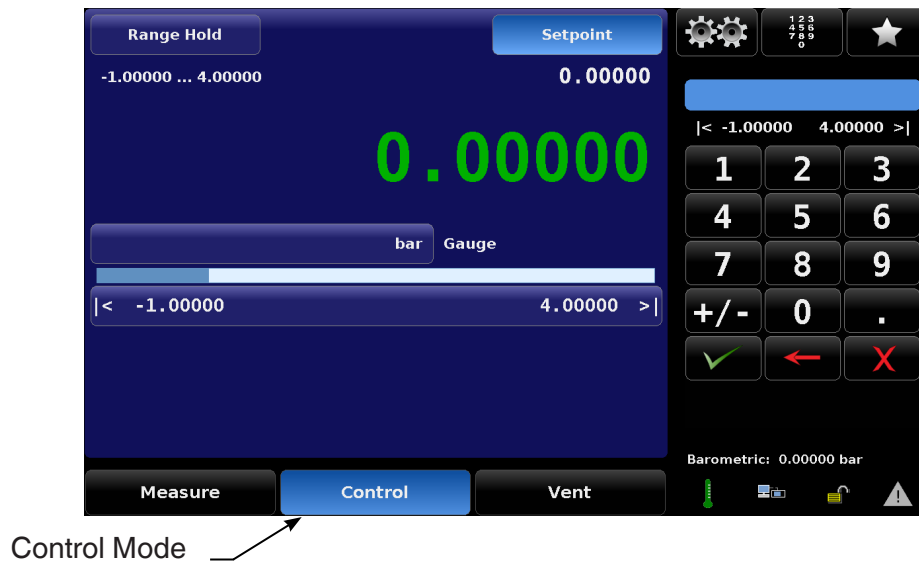 Range Hold
Setpoint
-1.00000 ... 4.00000
0.00000
0.00000
bar Gauge
|< -1.00000 4.00000 >|
Measure
Control
Vent
1 2 3
4 5 6
7 8 9
0
|< -1.00000 4.00000 >|
1 2 3
4 5 6
7 8 9
+/- 0 .
X
Barometric: 0.00000 bar
!
Control Mode